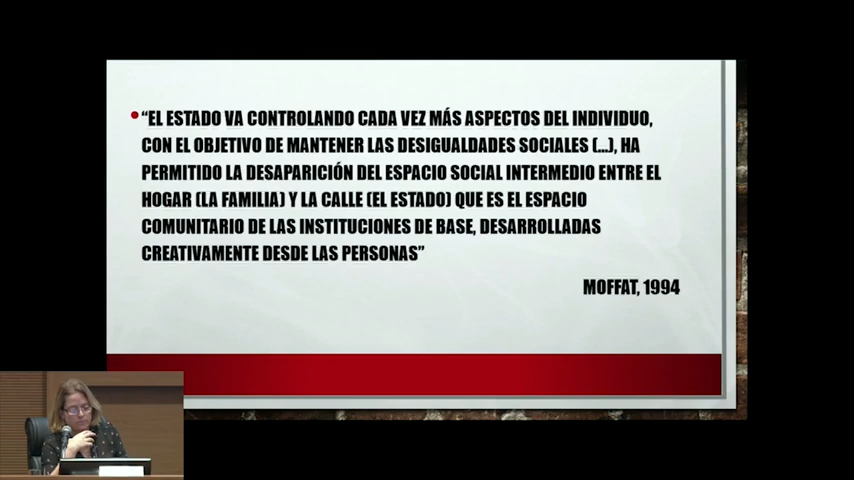 “EL ESTADO VA CONTROLANDO CADA VEZ MÁS ASPECTOS DEL INDIVIDUO,
CON EL OBJETIVO DE MANTENER LAS DESIGUALDADES SOCIALES (...), HA
PERMITIDO LA DESAPARICIÓN DEL ESPACIO SOCIAL INTERMEDIO ENTRE EL
HOGAR (LA FAMILIA) Y LA CALLE (EL ESTADO) QUE ES EL ESPACIO
COMUNITARIO DE LAS INSTITUCIONES DE BASE, DESARROLLADAS
CREATIVAMENTE DESDE LAS PERSONAS”
MOFFAT, 1994